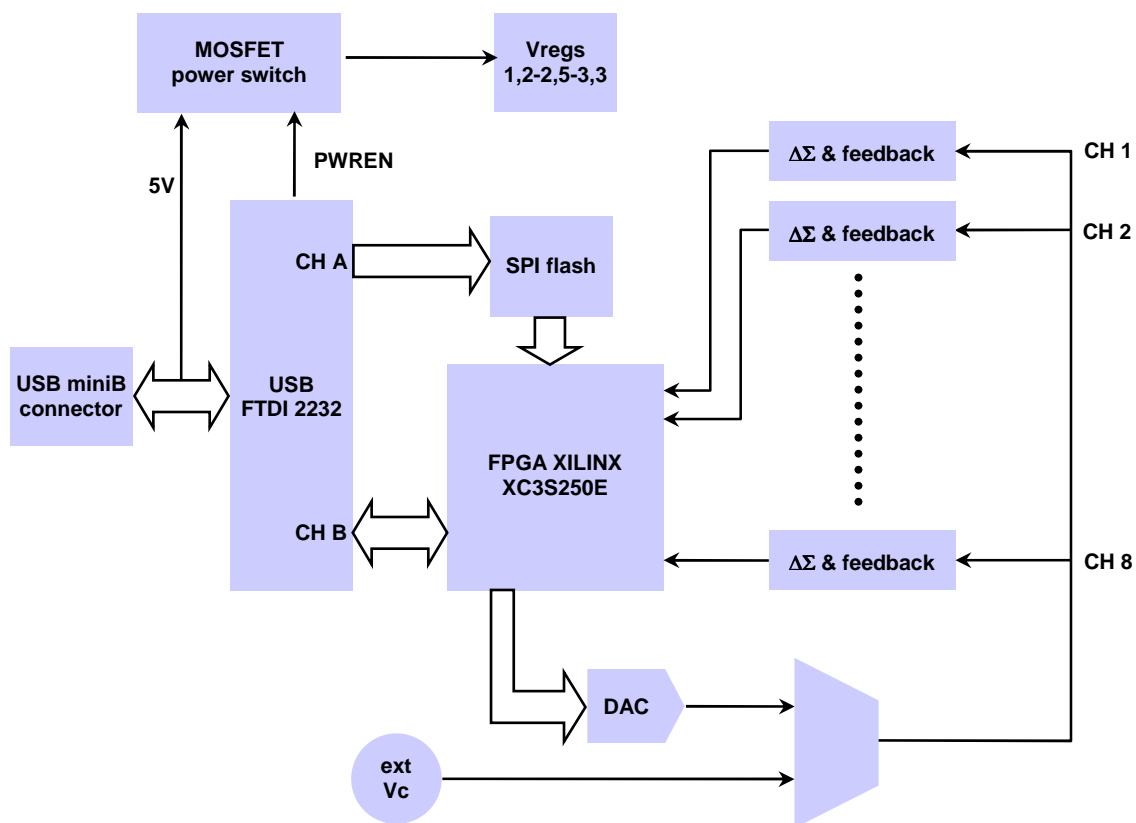 MOSFET
power switch
Vregs
1,2-2,5-3,3
ΔΣ & feedback
CH 1
PWREN
5V
ΔΣ & feedback
CH 2
CH A
SPI flash
USB miniB
connector
USB
FTDI 2232
FPGA XILINX
XC3S250E
CH B
ΔΣ & feedback
CH 8
DAC
ext
Vc